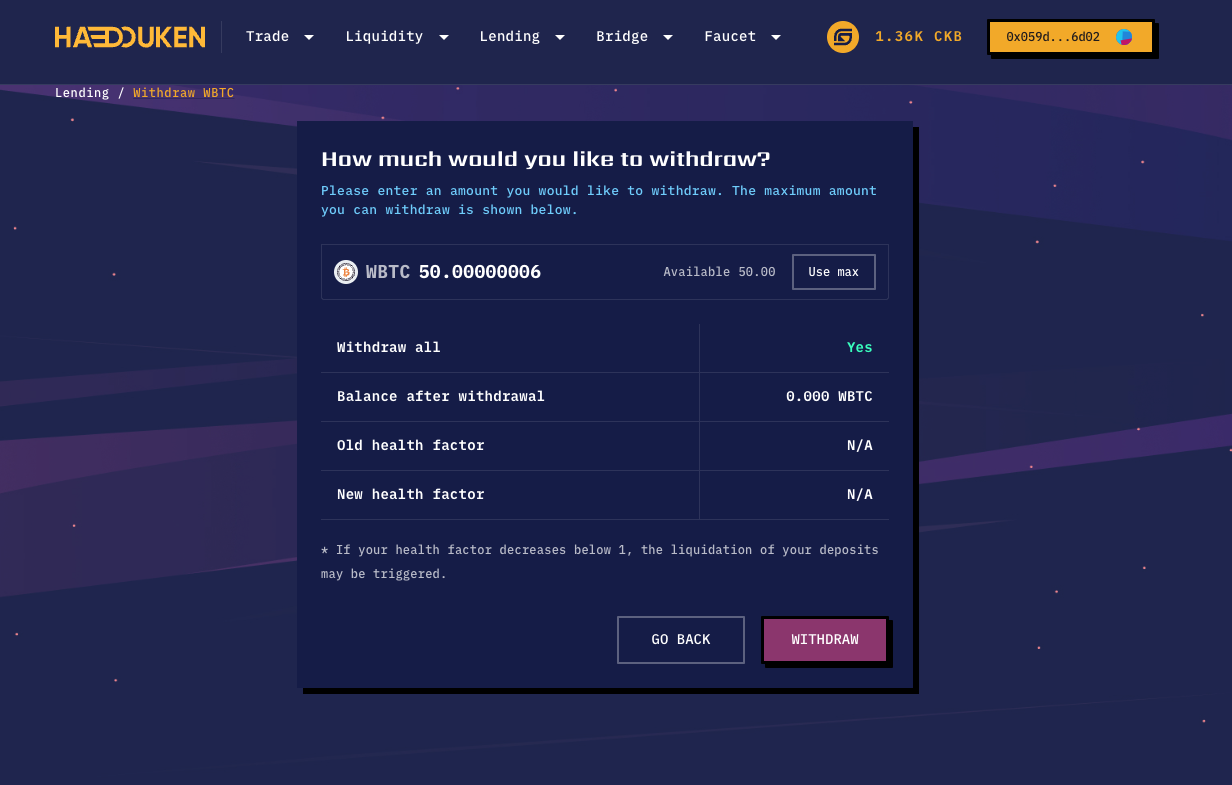 HADOUKEN
Trade
Liquidity
Lending
Bridge
Faucet
1.36K CKB
0x059d...6d02
Lending / Withdraw WBTC
How much would you like to withdraw?
Please enter an amount you would like to withdraw. The maximum amount
you can withdraw is shown below.
WBTC 50.00000006 Available 50.00 Use max
Withdraw all Yes
Balance after withdrawal 0.000 WBTC
Old health factor N/A
New health factor N/A
* If your health factor decreases below 1, the liquidation of your deposits
may be triggered.
GO BACK WITHDRAW